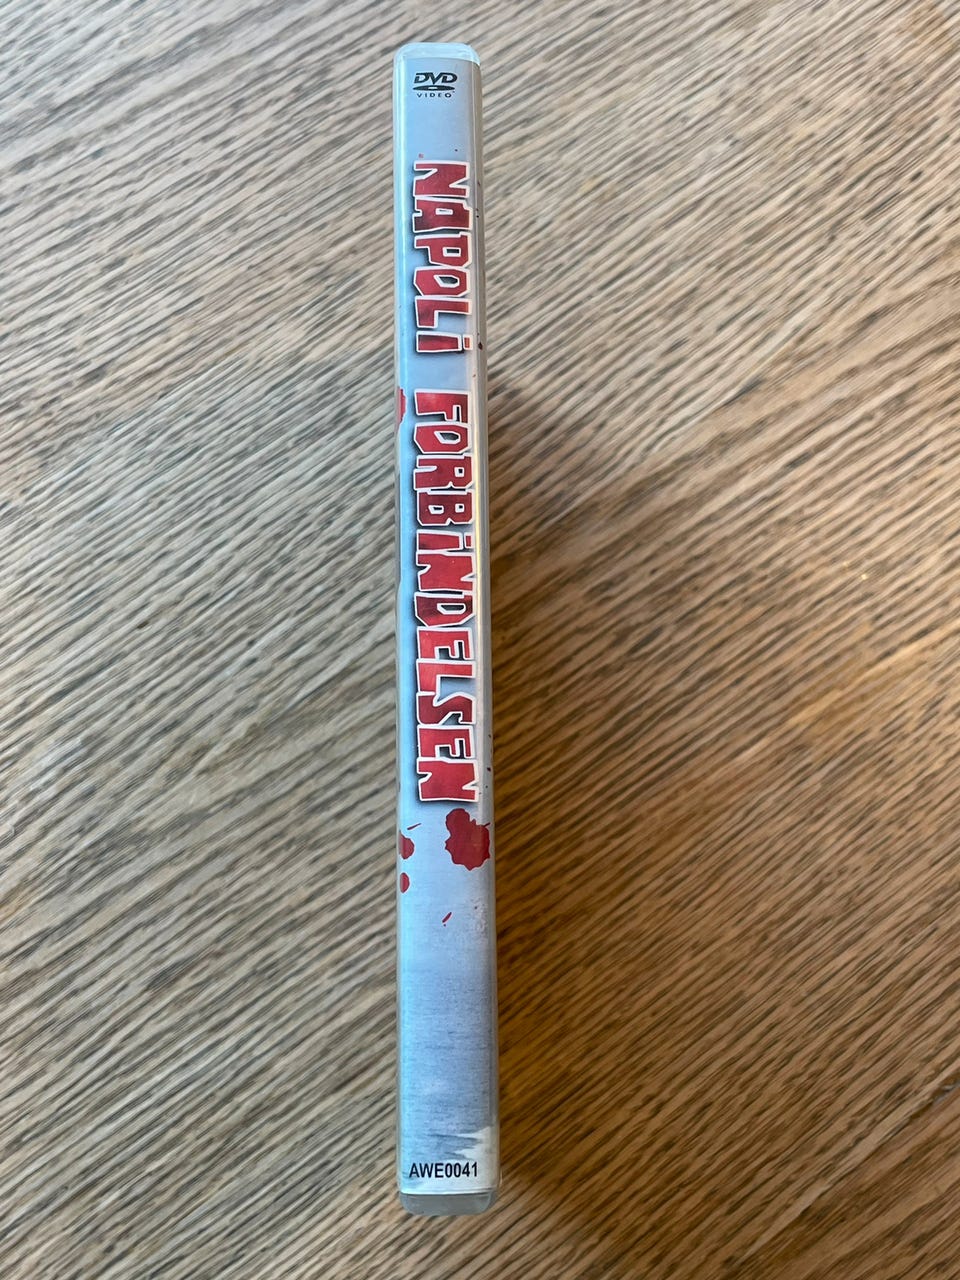 DVD
VIDEO
NAPOLI FORBINDELSEN
AWE0041